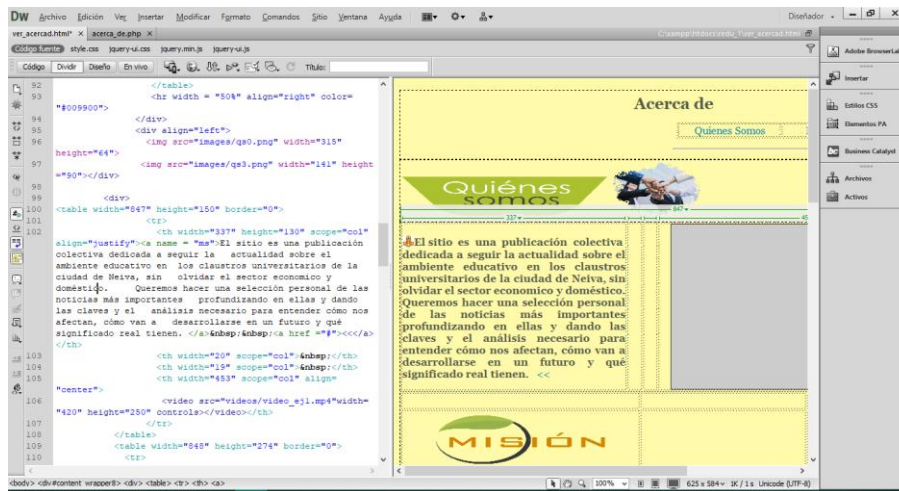 DW Archivo Edición Ver Insertar Modificar Formato Comandos Sitio Ventana Ayuda Diseñador
ver_acercad.html* × acerca_de.php ×
Código fuente style.css jquery-ui.css jquery.min.js jquery-ui.js
Código Dividir Diseño En vivo Título:
92 </table>
93 <hr width = "50%" align="right" color=
"#009900">
94 </div>
95 <div align="left">
96 <img src="images/qs0.png" width="315"
height="64">
97 <img src="images/qs3.png" width="141" height
="90"></div>
98
99 <div>
100 <table width="847" height="150" border="0">
101 <tr>
102 <th width="337" height="130" scope="col"
align="justify"><a name = "ms">El sitio es una publicación
colectiva dedicada a seguir la actualidad sobre el
ambiente educativo en los claustros universitarios de la
ciudad de Neiva, sin olvidar el sector economico y
doméstico. Queremos hacer una selección personal de las
noticias más importantes profundizando en ellas y dando
las claves y el análisis necesario para entender cómo nos
afectan, cómo van a desarrollarse en un futuro y qué
significado real tienen. </a>&nbsp;&nbsp;<a href ="#"><<</a>
</th>
103 <th width="20" scope="col">&nbsp;</th>
104 <th width="19" scope="col">&nbsp;</th>
105 <th width="453" scope="col" align=
"center">
106 <video src="videos/video_ej1.mp4"width=
"420" height="250" controls></video></th>
107 </tr>
108 </table>
109 <table width="848" height="274" border="0">
110 <tr>
Acerca de
Quienes Somos
Quiénes
somos
337 847 45
El sitio es una publicación colectiva
dedicada a seguir la actualidad sobre el
ambiente educativo en los claustros
universitarios de la ciudad de Neiva, sin
olvidar el sector economico y doméstico.
Queremos hacer una selección personal
de las noticias más importantes
profundizando en ellas y dando las
claves y el análisis necesario para
entender cómo nos afectan, cómo van a
desarrollarse en un futuro y qué
significado real tienen. <<
MISIÓN
Adobe BrowserLab
Insertar
Estilos CSS
Elementos PA
Business Catalyst
Archivos
Activos
<body> <div#content_wrapper8> <div> <table> <tr> <th> <a>
100% 625 x 584 1K / 1 s Unicode (UTF-8)